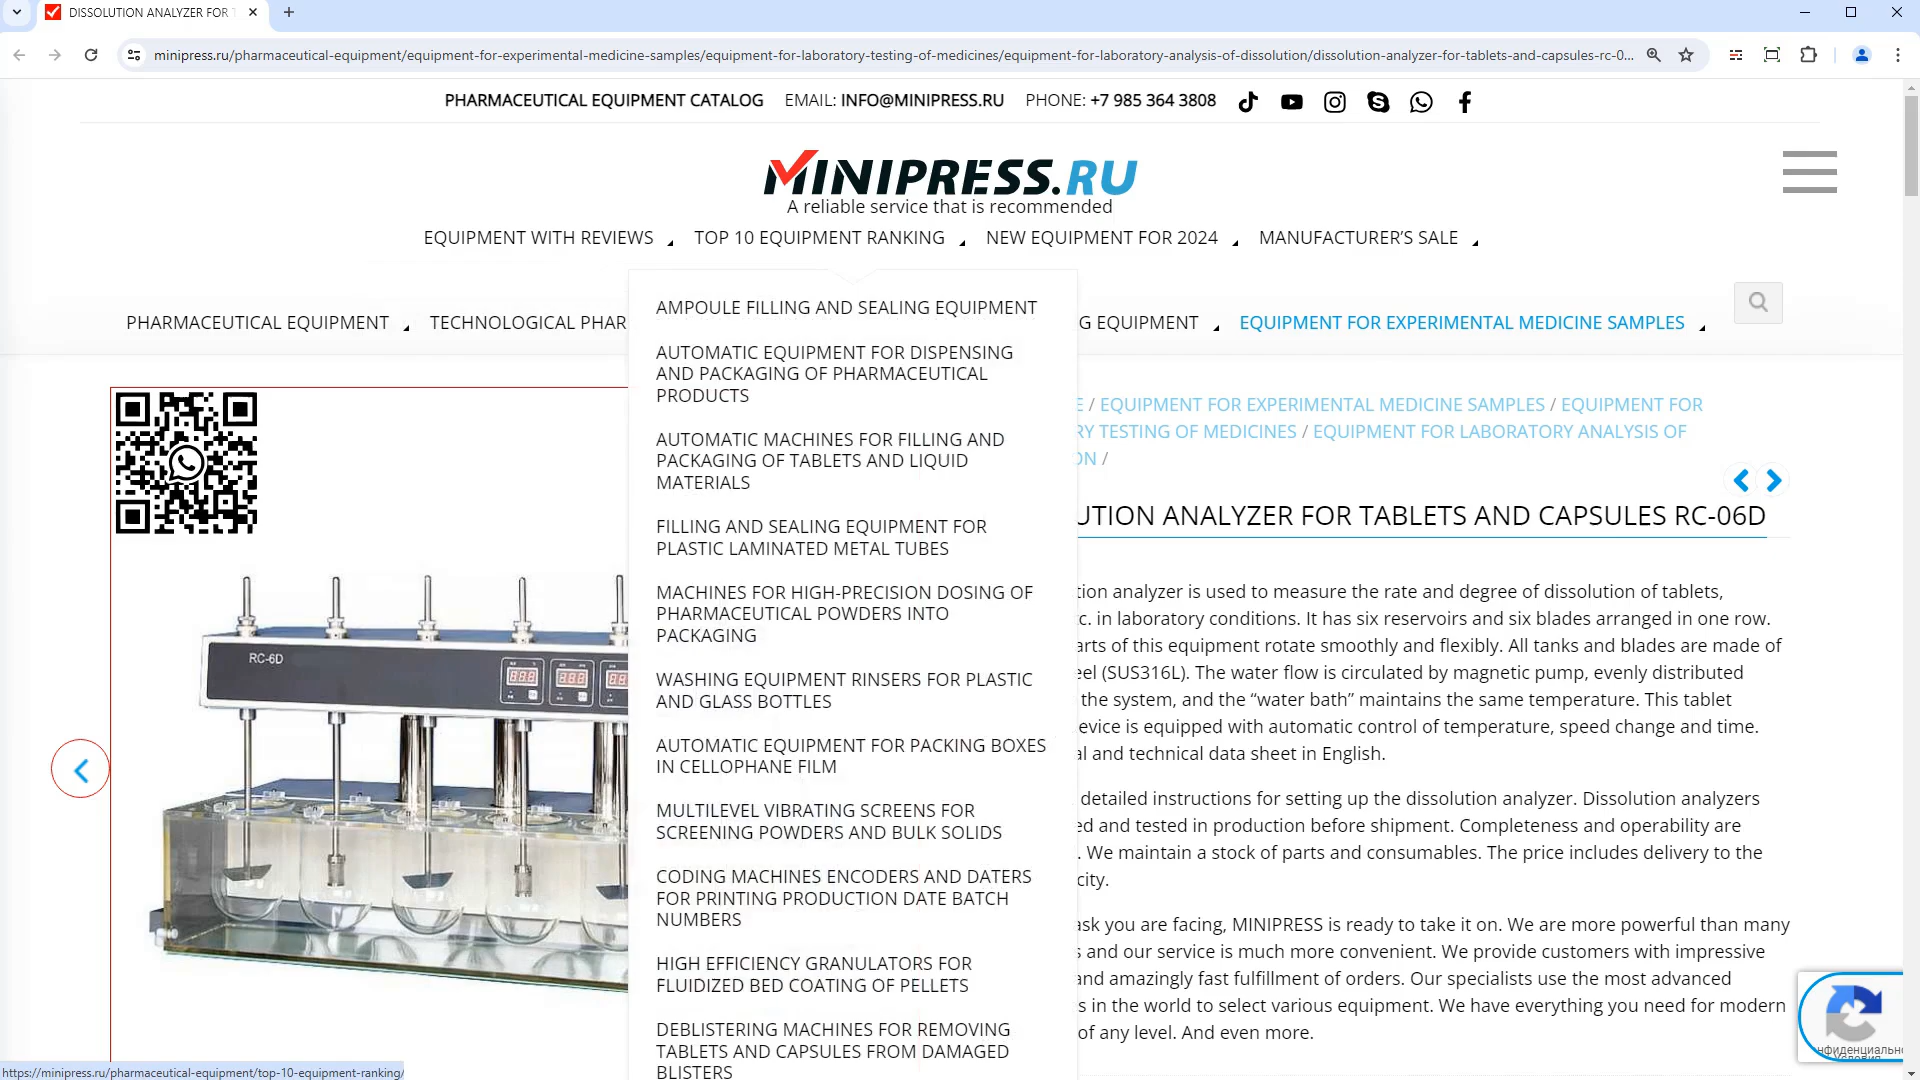 DISSOLUTION ANALYZER FOR
minipress.ru/pharmaceutical-equipment/equipment-for-experimental-medicine-samples/equipment-for-laboratory-testing-of-medicines/equipment-for-laboratory-analysis-of-dissolution/dissolution-analyzer-for-tablets-and-capsules-rc-0...
PHARMACEUTICAL EQUIPMENT CATALOG EMAIL: INFO@MINIPRESS.RU PHONE: +7 985 364 3808
MINIPRESS.RU
A reliable service that is recommended
EQUIPMENT WITH REVIEWS TOP 10 EQUIPMENT RANKING NEW EQUIPMENT FOR 2024 MANUFACTURER'S SALE
PHARMACEUTICAL EQUIPMENT TECHNOLOGICAL PHAR G EQUIPMENT EQUIPMENT FOR EXPERIMENTAL MEDICINE SAMPLES
AMPOULE FILLING AND SEALING EQUIPMENT
AUTOMATIC EQUIPMENT FOR DISPENSING
AND PACKAGING OF PHARMACEUTICAL
PRODUCTS
AUTOMATIC MACHINES FOR FILLING AND
PACKAGING OF TABLETS AND LIQUID
MATERIALS
FILLING AND SEALING EQUIPMENT FOR
PLASTIC LAMINATED METAL TUBES
MACHINES FOR HIGH-PRECISION DOSING OF
PHARMACEUTICAL POWDERS INTO
PACKAGING
WASHING EQUIPMENT RINSERS FOR PLASTIC
AND GLASS BOTTLES
AUTOMATIC EQUIPMENT FOR PACKING BOXES
IN CELLOPHANE FILM
MULTILEVEL VIBRATING SCREENS FOR
SCREENING POWDERS AND BULK SOLIDS
CODING MACHINES ENCODERS AND DATERS
FOR PRINTING PRODUCTION DATE BATCH
NUMBERS
HIGH EFFICIENCY GRANULATORS FOR
FLUIDIZED BED COATING OF PELLETS
DEBLISTERING MACHINES FOR REMOVING
TABLETS AND CAPSULES FROM DAMAGED
BLISTERS
RC-6D
E / EQUIPMENT FOR EXPERIMENTAL MEDICINE SAMPLES / EQUIPMENT FOR
RY TESTING OF MEDICINES / EQUIPMENT FOR LABORATORY ANALYSIS OF
ON /
UTION ANALYZER FOR TABLETS AND CAPSULES RC-06D
tion analyzer is used to measure the rate and degree of dissolution of tablets,
tc. in laboratory conditions. It has six reservoirs and six blades arranged in one row.
arts of this equipment rotate smoothly and flexibly. All tanks and blades are made of
eel (SUS316L). The water flow is circulated by magnetic pump, evenly distributed
the system, and the “water bath” maintains the same temperature. This tablet
evice is equipped with automatic control of temperature, speed change and time.
al and technical data sheet in English.
detailed instructions for setting up the dissolution analyzer. Dissolution analyzers
ed and tested in production before shipment. Completeness and operability are
. We maintain a stock of parts and consumables. The price includes delivery to the
city.
ask you are facing, MINIPRESS is ready to take it on. We are more powerful than many
s and our service is much more convenient. We provide customers with impressive
and amazingly fast fulfillment of orders. Our specialists use the most advanced
s in the world to select various equipment. We have everything you need for modern
of any level. And even more.
https://minipress.ru/pharmaceutical-equipment/top-10-equipment-ranking/